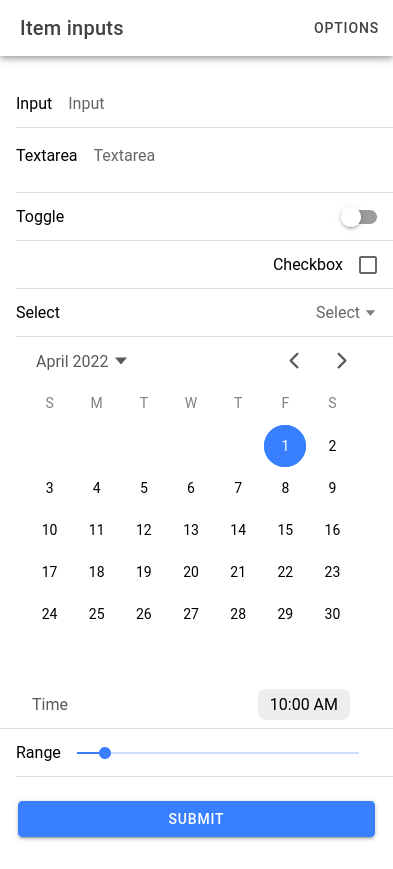 Item inputs OPTIONS
Input Input
Textarea Textarea
Toggle
Checkbox
Select Select
April 2022
S M T W T F S
1 2
3 4 5 6 7 8 9
10 11 12 13 14 15 16
17 18 19 20 21 22 23
24 25 26 27 28 29 30
Time 10:00 AM
Range
SUBMIT